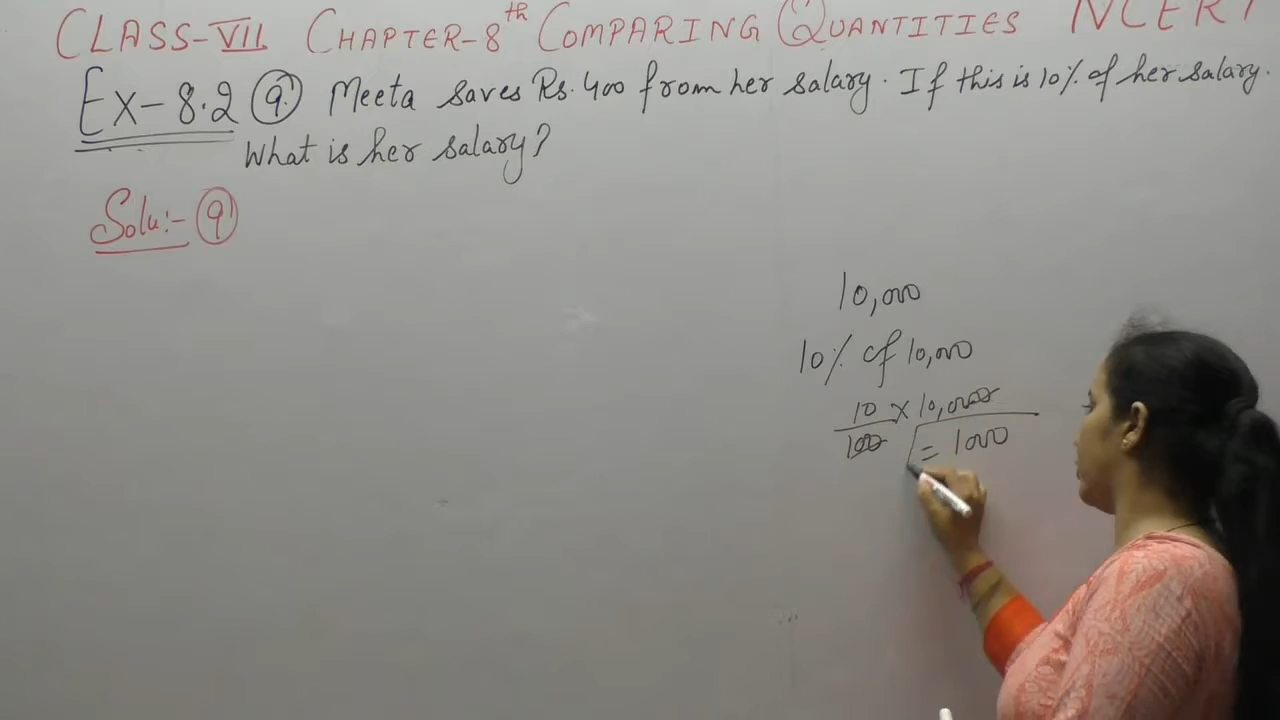 CLASS-VII CHAPTER-8th COMPARING QUANTITIES NCERT
Ex-8.2 9. Meeta saves Rs. 400 from her salary. If this is 10% of her salary.
What is her salary?
Solu:- 9
10,000
10% of 10,000
10 × 10,000
100 = 1000